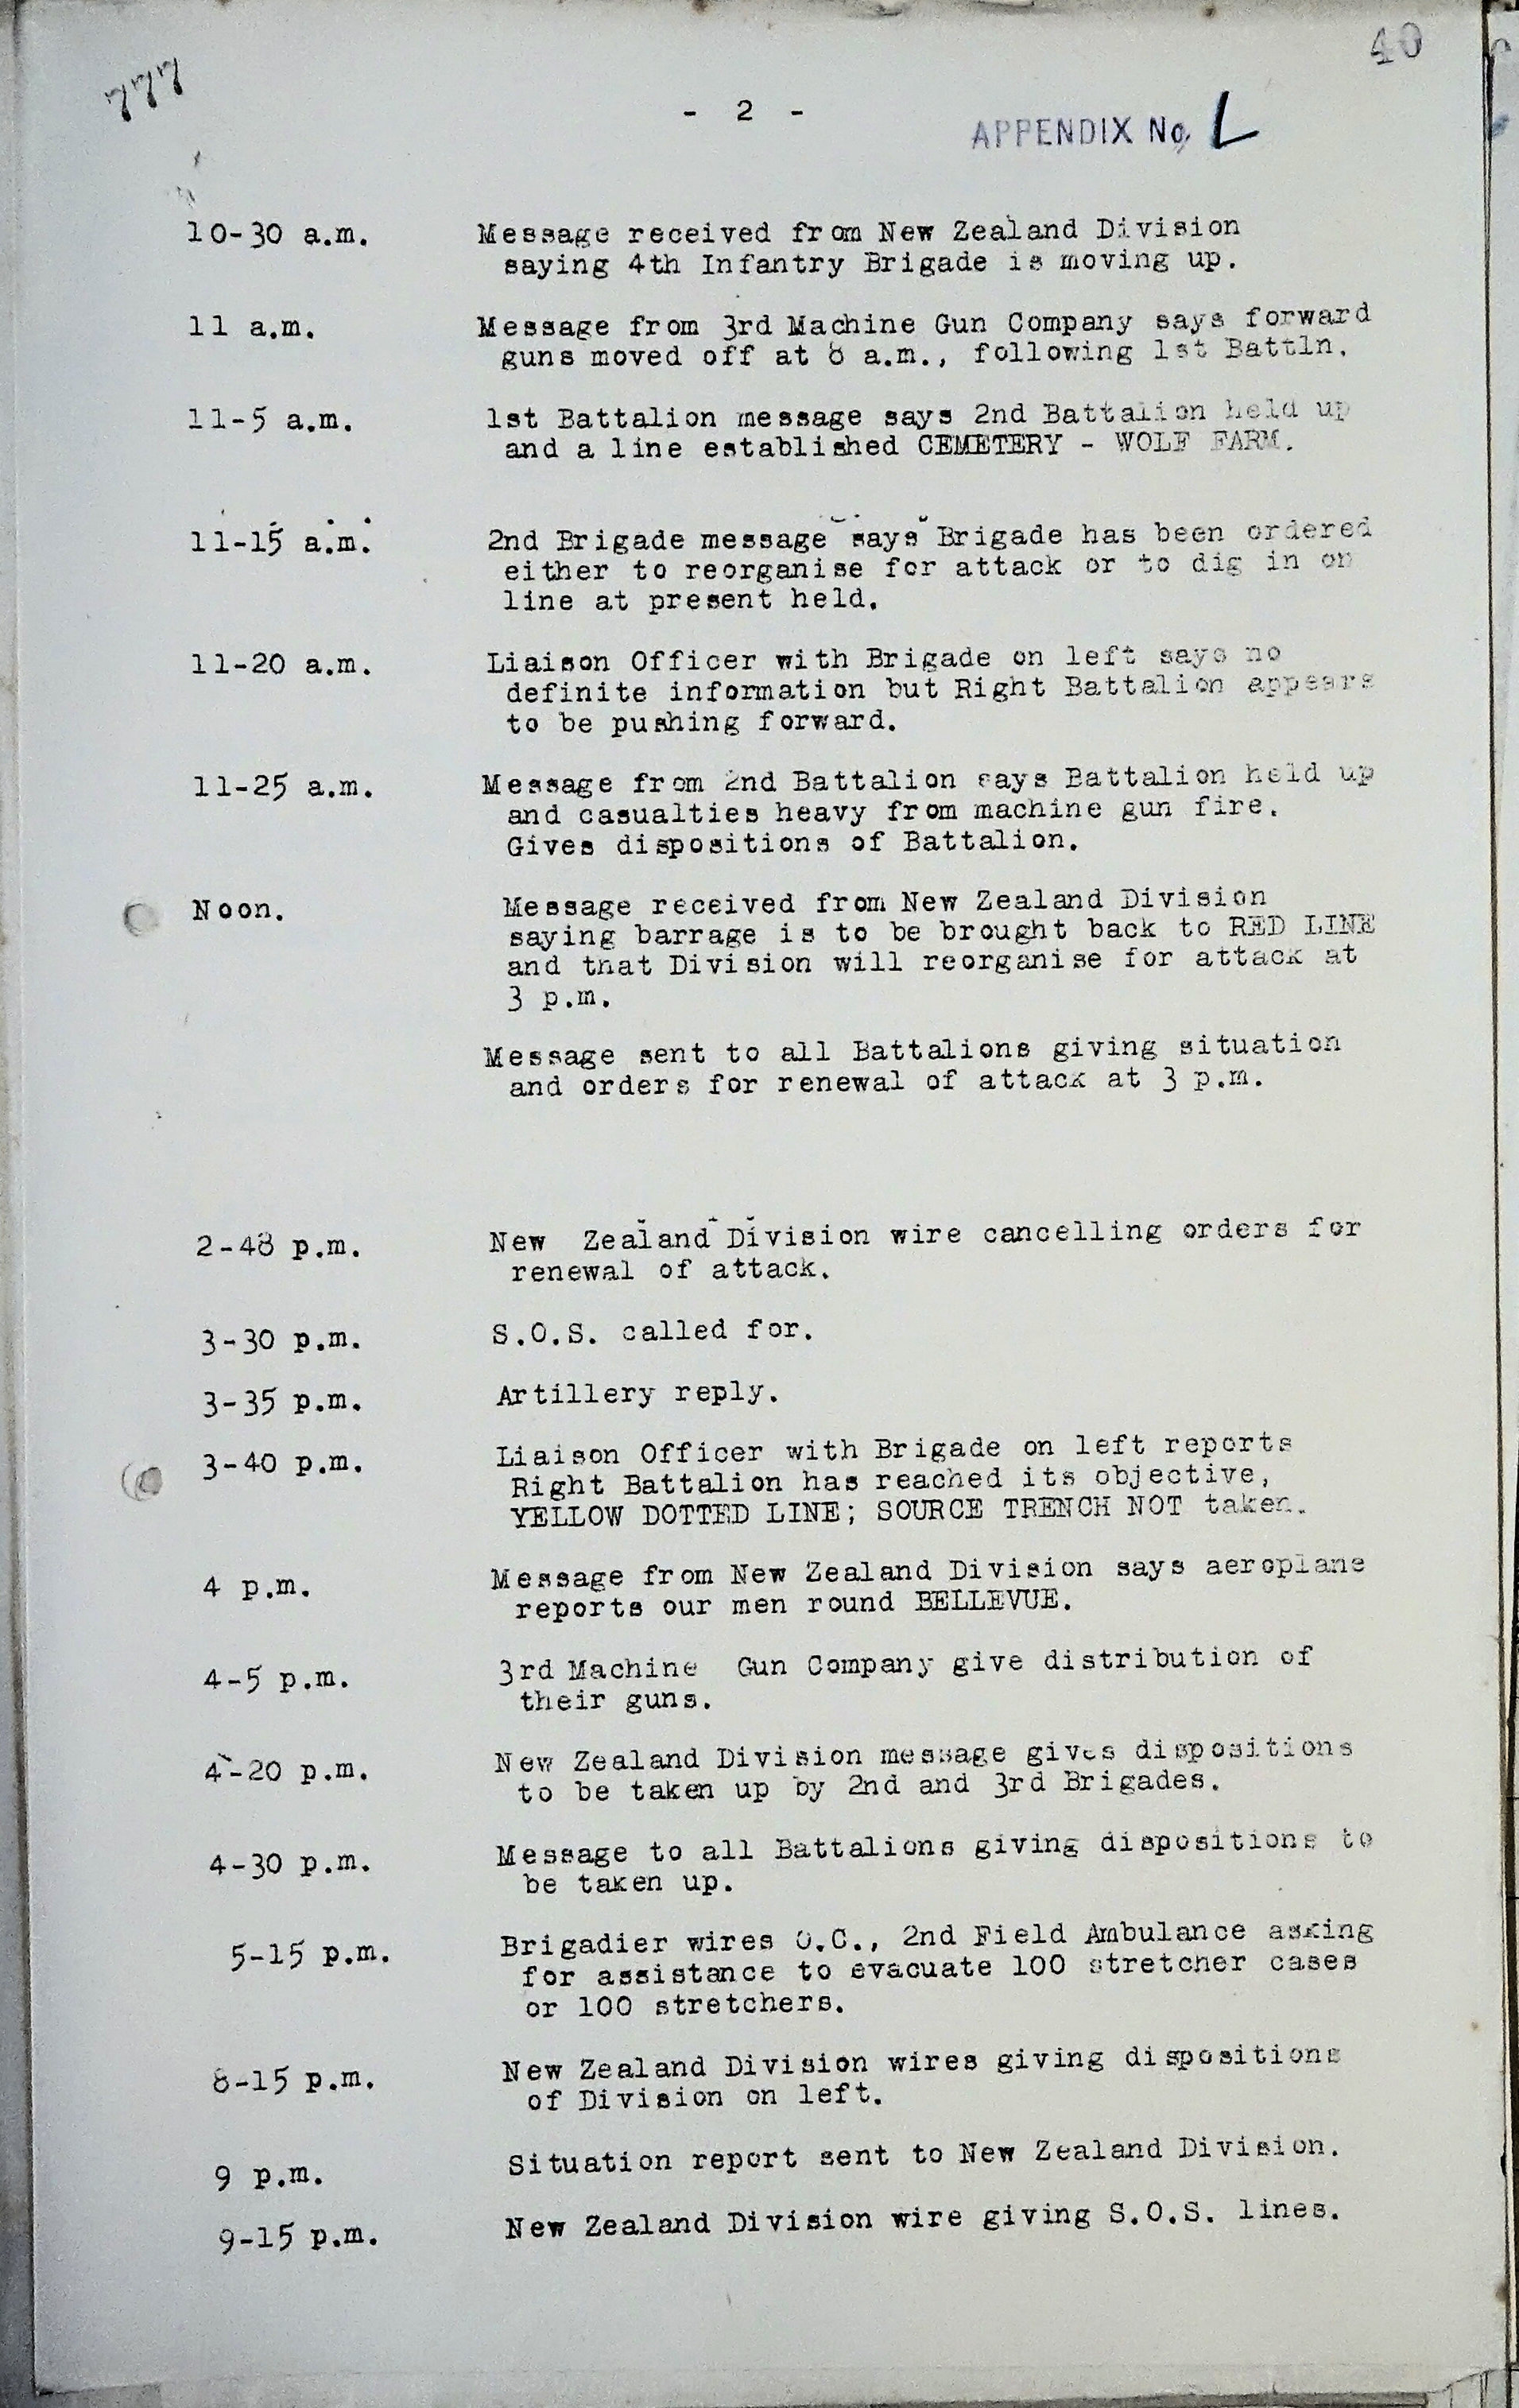 777
40
- 2 -
APPENDIX No. L
10-30 a.m. Message received from New Zealand Division
saying 4th Infantry Brigade is moving up.
11 a.m. Message from 3rd Machine Gun Company says forward
guns moved off at 8 a.m., following 1st Battln.
11-5 a.m. 1st Battalion message says 2nd Battalion held up
and a line established CEMETERY - WOLF FARM.
11-15 a.m. 2nd Brigade message says Brigade has been ordered
either to reorganise for attack or to dig in on
line at present held.
11-20 a.m. Liaison Officer with Brigade on left says no
definite information but Right Battalion appears
to be pushing forward.
11-25 a.m. Message from 2nd Battalion says Battalion held up
and casualties heavy from machine gun fire.
Gives dispositions of Battalion.
Noon. Message received from New Zealand Division
saying barrage is to be brought back to RED LINE
and that Division will reorganise for attack at
3 p.m.
Message sent to all Battalions giving situation
and orders for renewal of attack at 3 p.m.
2-48 p.m. New Zealand Division wire cancelling orders for
renewal of attack.
3-30 p.m. S.O.S. called for.
3-35 p.m. Artillery reply.
3-40 p.m. Liaison Officer with Brigade on left reports
Right Battalion has reached its objective,
YELLOW DOTTED LINE; SOURCE TRENCH NOT taken.
4 p.m. Message from New Zealand Division says aeroplane
reports our men round BELLEVUE.
4-5 p.m. 3rd Machine Gun Company give distribution of
their guns.
4-20 p.m. New Zealand Division message gives dispositions
to be taken up by 2nd and 3rd Brigades.
4-30 p.m. Message to all Battalions giving dispositions to
be taken up.
5-15 p.m. Brigadier wires O.C., 2nd Field Ambulance asking
for assistance to evacuate 100 stretcher cases
or 100 stretchers.
8-15 p.m. New Zealand Division wires giving dispositions
of Division on left.
9 p.m. Situation report sent to New Zealand Division.
9-15 p.m. New Zealand Division wire giving S.O.S. lines.